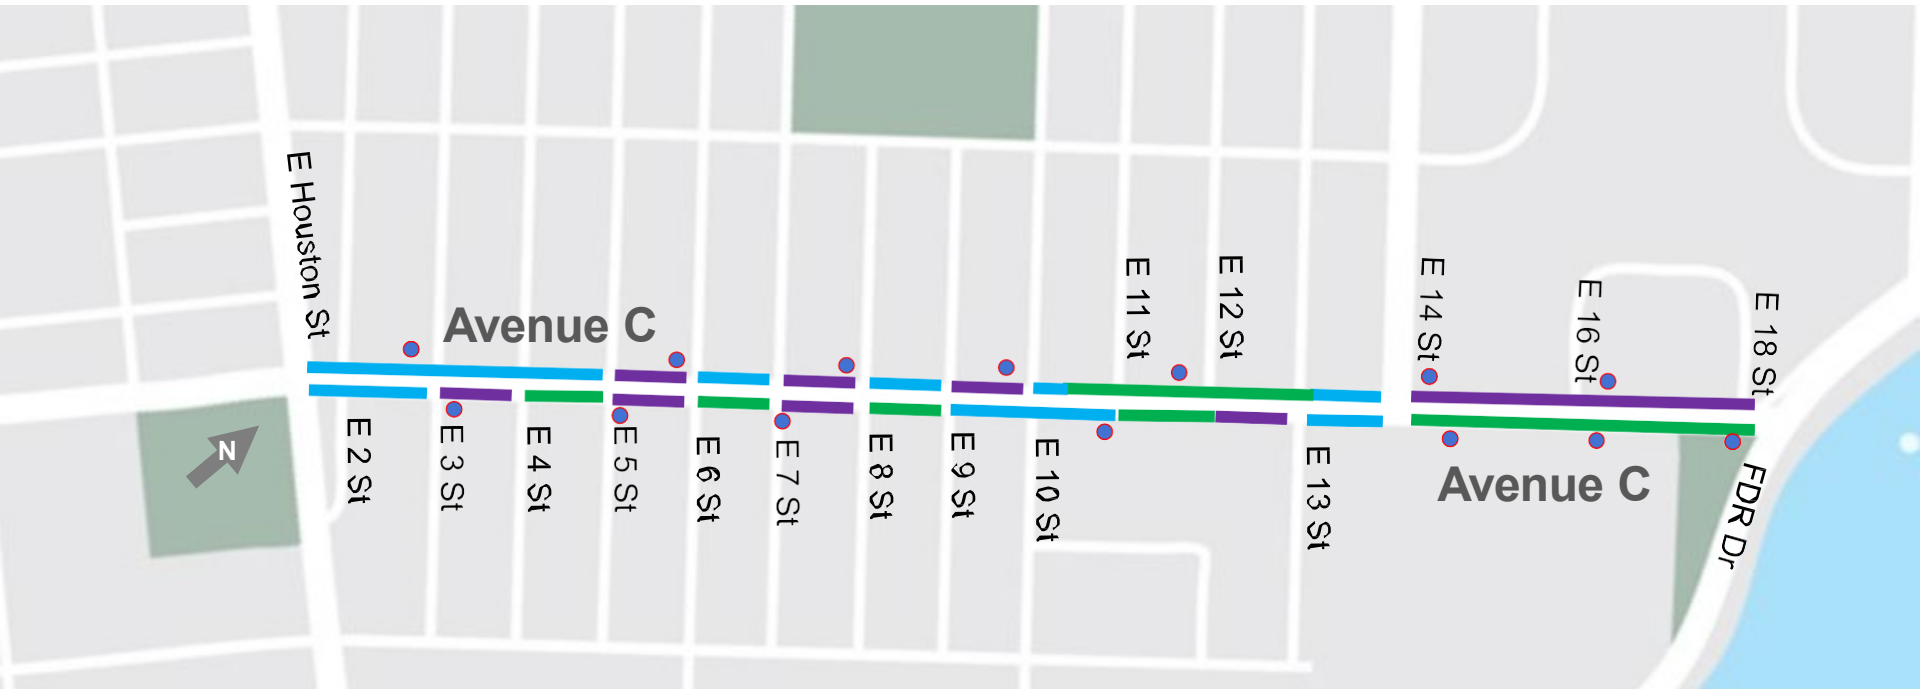 E Houston St
Avenue C
E 11 St
E 12 St
E 14 St
E 16 St
E 18 St
N
E 2 St
E 3 St
E 4 St
E 5 St
E 6 St
E 7 St
E 8 St
E 9 St
E 10 St
E 13 St
Avenue C
FDR Dr